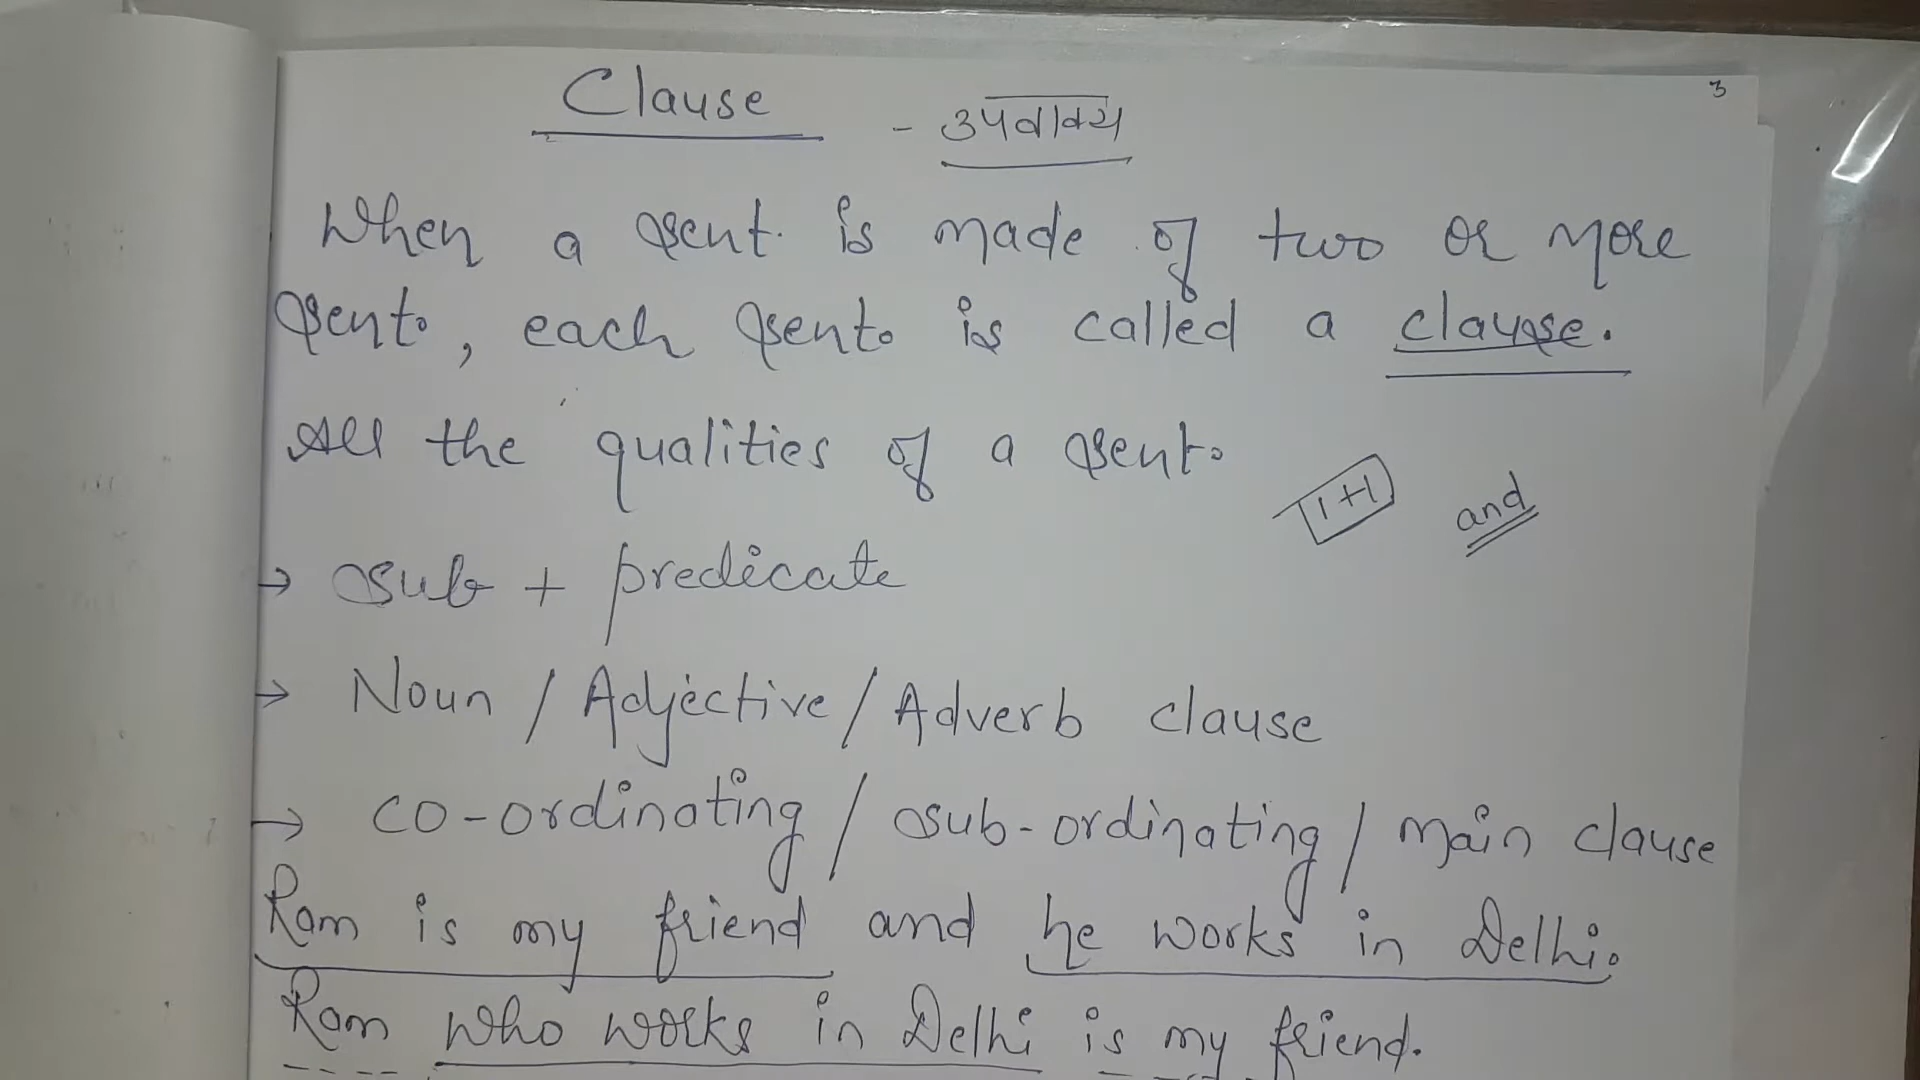 3
Clause - उपवाक्य
When a sent. is made of two or more
sent., each sent. is called a clause.
All the qualities of a sent.
1+1 and
→ sub + predicate
→ Noun / Adjective / Adverb clause
→ co-ordinating / sub-ordinating / main clause
Ram is my friend and he works in Delhi.
Ram who works in Delhi is my friend.